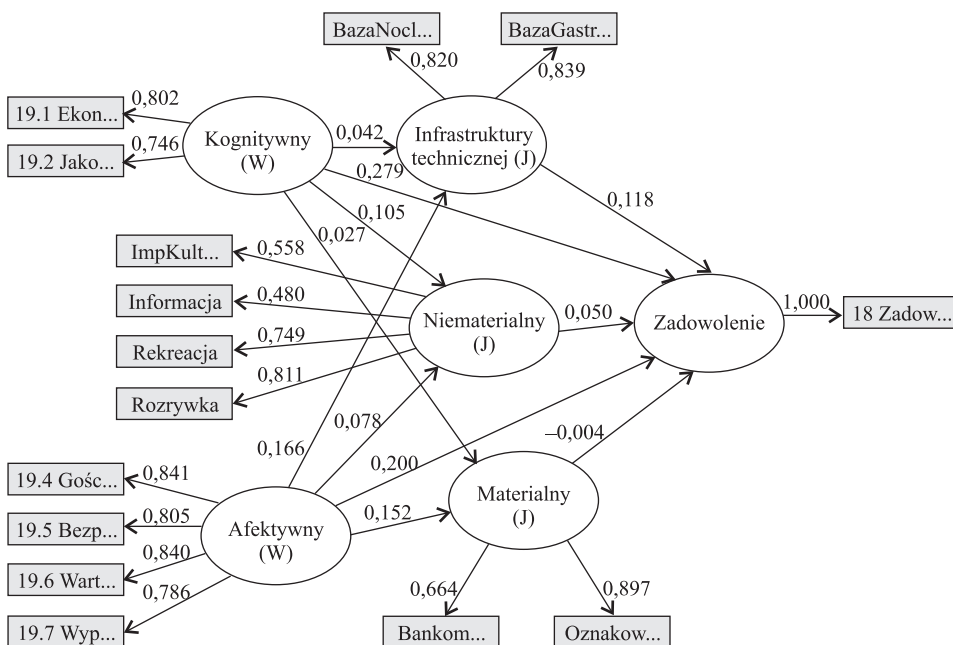 BazaNocl...
BazaGastr...
0,820
0,839
19.1 Ekon...
0,802
19.2 Jako...
0,746
Kognitywny
(W)
0,042
Infrastruktury
technicznej (J)
0,279
0,118
0,105
0,027
ImpKult...
0,558
Informacja
0,480
Rekreacja
0,749
Rozrywka
0,811
Niematerialny
(J)
0,050
Zadowolenie
1,000
18 Zadow...
0,078
0,166
0,200
–0,004
19.4 Gośc...
0,841
19.5 Bezp...
0,805
19.6 Wart...
0,840
19.7 Wyp...
0,786
Afektywny
(W)
0,152
Materialny
(J)
0,664
0,897
Bankom...
Oznakow...